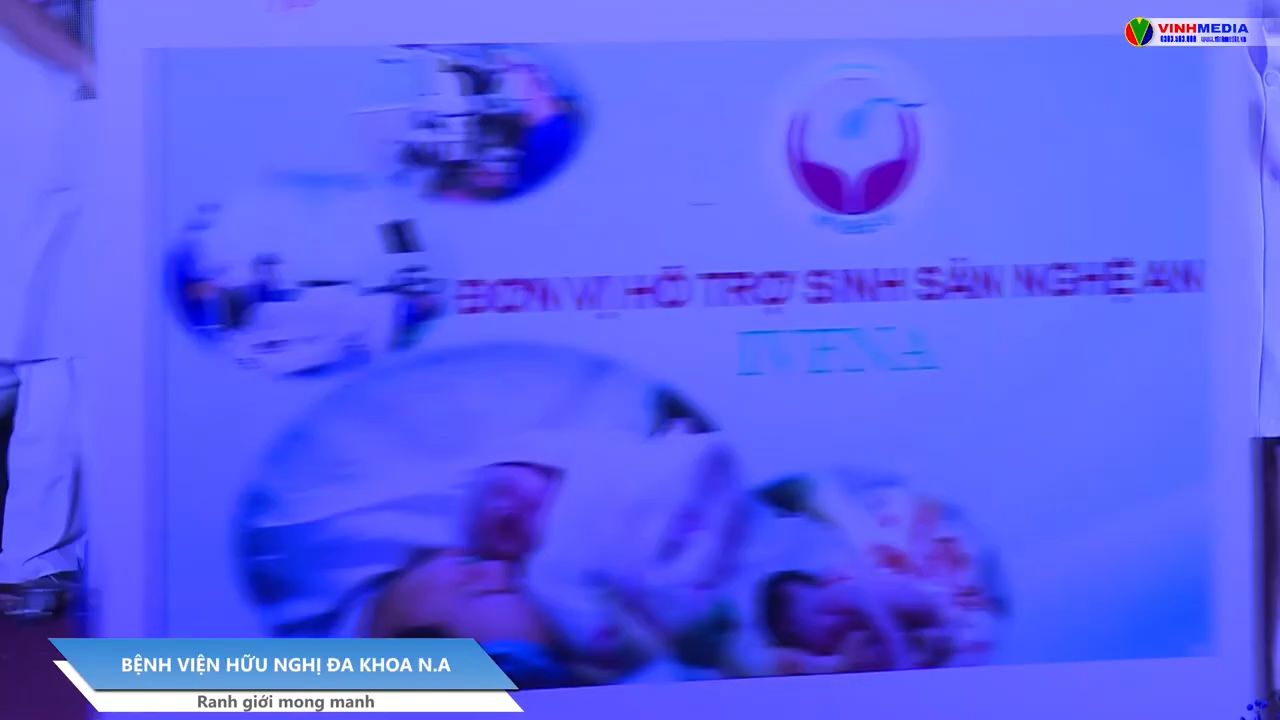 VINHMEDIA
ĐƠN VỊ HỖ TRỢ SINH SẢN NGHỆ AN
BỆNH VIỆN HỮU NGHỊ ĐA KHOA N.A
Ranh giới mong manh